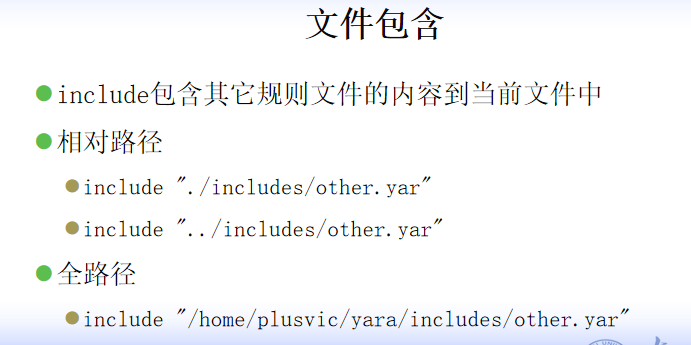 文件包含
include包含其它规则文件的内容到当前文件中
相对路径
include "./includes/other.yar"
include "../includes/other.yar"
全路径
include "/home/plusvic/yara/includes/other.yar"